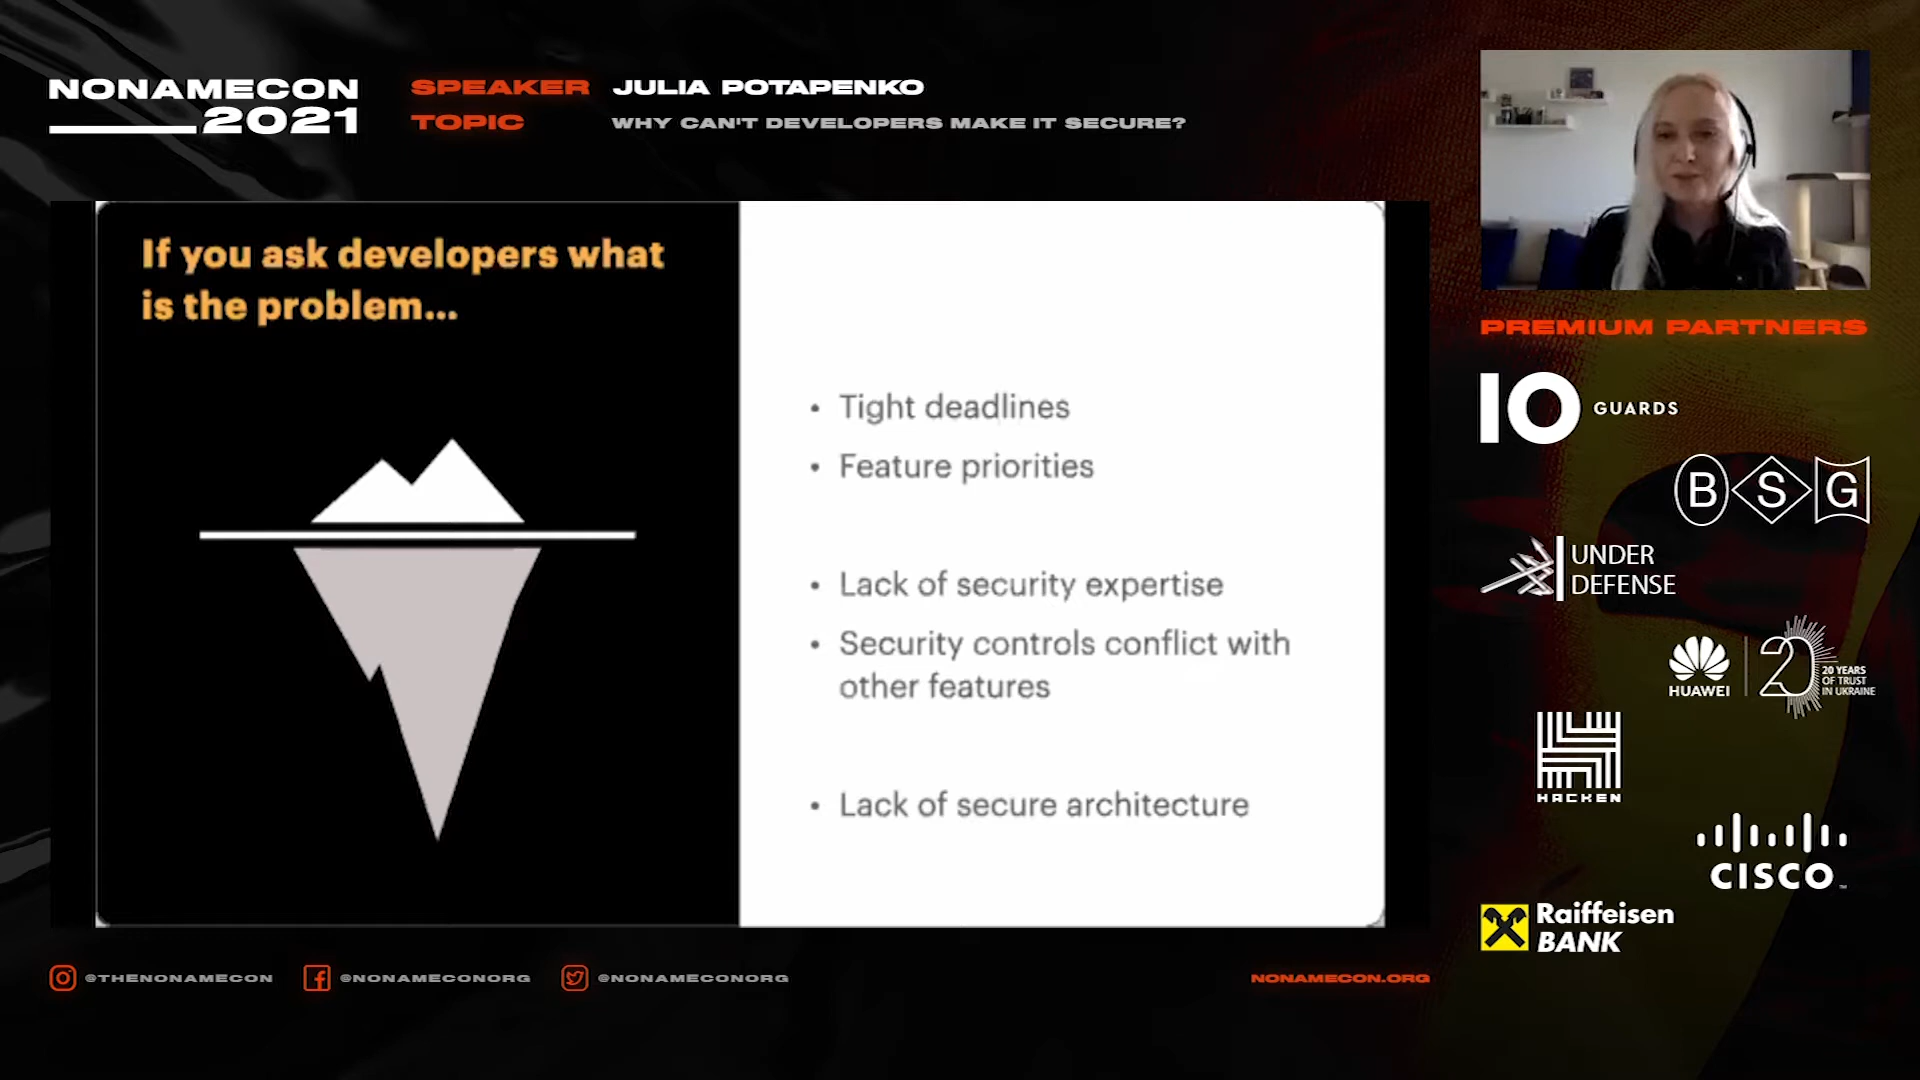 NONAMECON
2021
SPEAKER JULIA POTAPENKO
TOPIC WHY CAN'T DEVELOPERS MAKE IT SECURE?
If you ask developers what
is the problem...
• Tight deadlines
• Feature priorities
• Lack of security expertise
• Security controls conflict with
other features
• Lack of secure architecture
PREMIUM PARTNERS
10 GUARDS
B S G
UNDER
DEFENSE
HUAWEI
20
20 YEARS
OF TRUST
IN UKRAINE
HACKEN
CISCO
Raiffeisen
BANK
@THENONAMECON @NONAMECONORG @NONAMECONORG NONAMECON.ORG